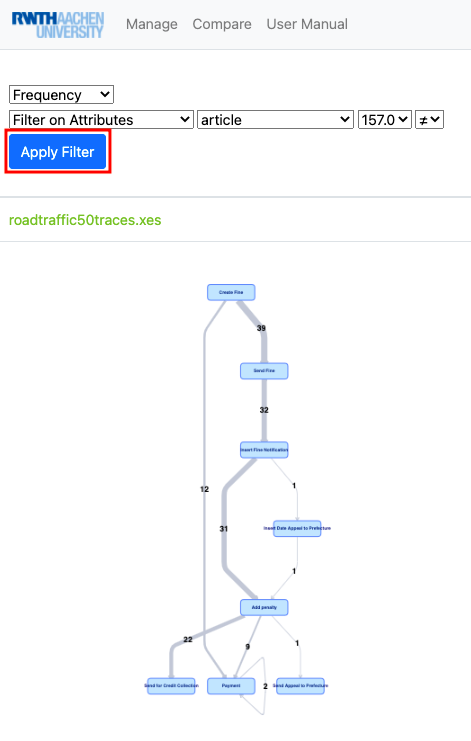 RWTHAACHEN
UNIVERSITY
Manage Compare User Manual
Frequency
Filter on Attributes article 157.0 ≠
Apply Filter
roadtraffic50traces.xes
Create Fine
39
Send Fine
32
Insert Fine Notification
12
1
31
Insert Date Appeal to Prefecture
1
Add penalty
22
9
1
Send for Credit Collection
Payment
2
Send Appeal to Prefecture